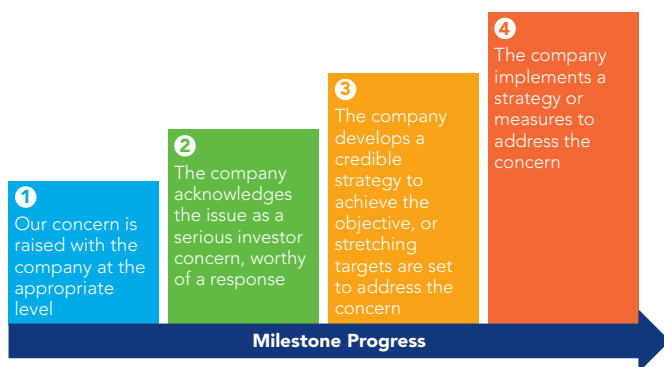 1
Our concern is
raised with the
company at the
appropriate
level
2
The company
acknowledges
the issue as a
serious investor
concern, worthy
of a response
3
The company
develops a
credible
strategy to
achieve the
objective, or
stretching
targets are set
to address the
concern
4
The company
implements a
strategy or
measures to
address the
concern
Milestone Progress